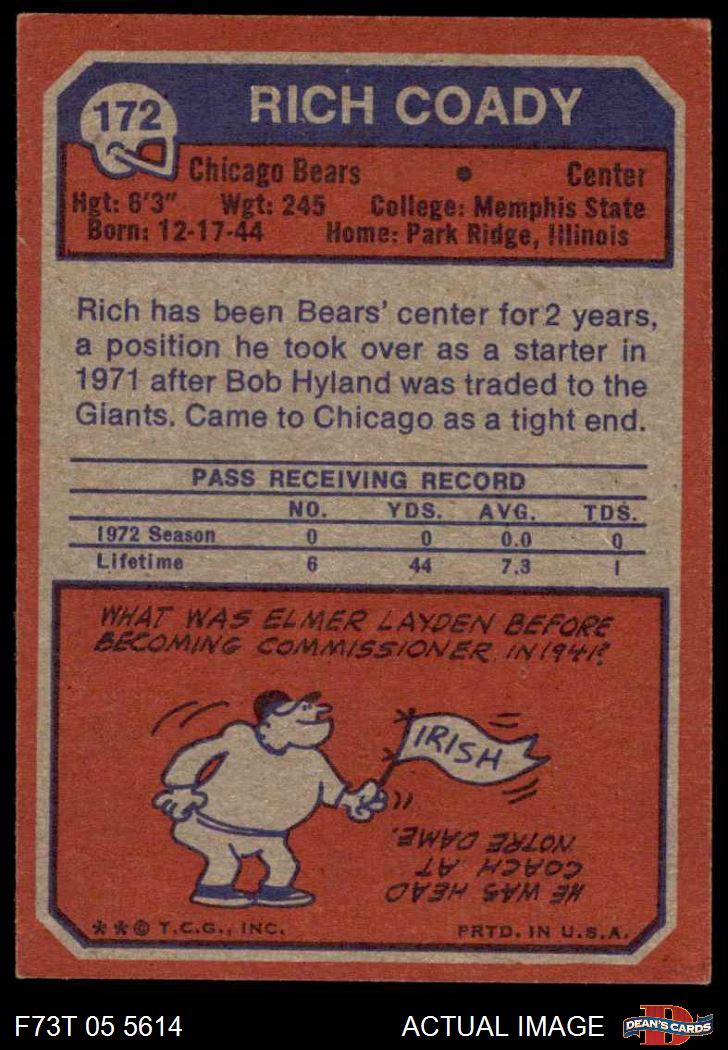 172
RICH COADY
Chicago Bears • Center
Hgt: 6'3" Wgt: 245 College: Memphis State
Born: 12-17-44 Home: Park Ridge, Illinois
Rich has been Bears' center for 2 years,
a position he took over as a starter in
1971 after Bob Hyland was traded to the
Giants. Came to Chicago as a tight end.
PASS RECEIVING RECORD
NO. YDS. AVG. TDS.
1972 Season 0 0 0.0 0
Lifetime 6 44 7.3 1
WHAT WAS ELMER LAYDEN BEFORE
BECOMING COMMISSIONER IN 1941?
IRISH
HE WAS HEAD
COACH AT
NOTRE DAME.
**© T.C.G., INC. PRTD. IN U.S.A.
F73T 05 5614 ACTUAL IMAGE
D
DEAN'S CARDS